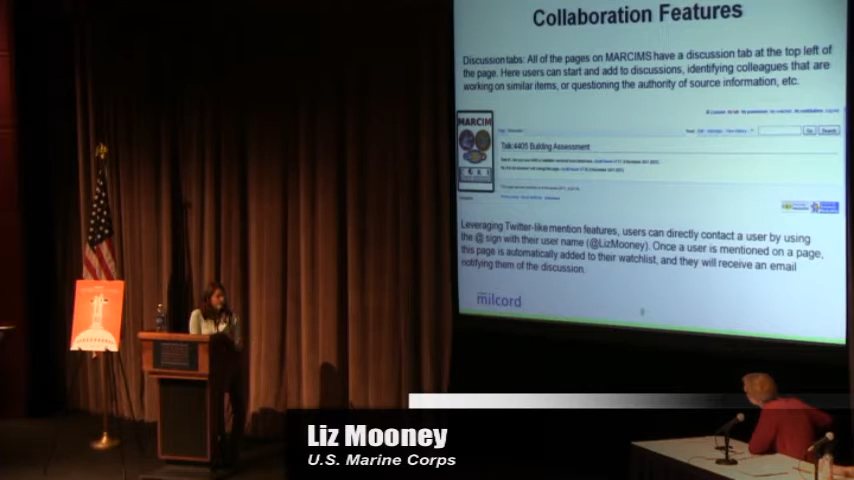 Collaboration Features
Discussion tabs: All of the pages on MARCIMS have a discussion tab at the top left of
the page. Here users can start and add to discussions, identifying colleagues that are
working on similar items, or questioning the authority of source information, etc.
MARCIM
Talk:4405 Building Assessment
Go Search
Leveraging Twitter-like mention features, users can directly contact a user by using
the @ sign with their user name (@LizMooney). Once a user is mentioned on a page,
this page is automatically added to their watchlist, and they will receive an email
notifying them of the discussion.
milcord
Liz Mooney
U.S. Marine Corps